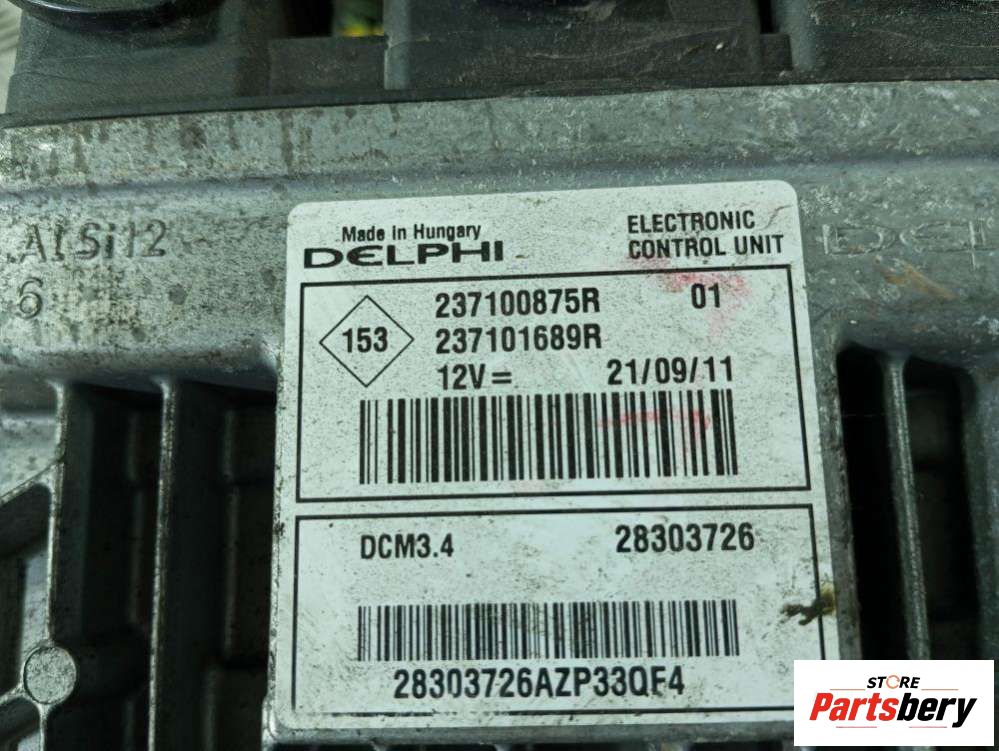 AlSi12
6
Made in Hungary
DELPHI
ELECTRONIC
CONTROL UNIT
153
237100875R 01
237101689R
12V= 21/09/11
DCM3.4 28303726
28303726AZP33QF4
STORE
Partsbery